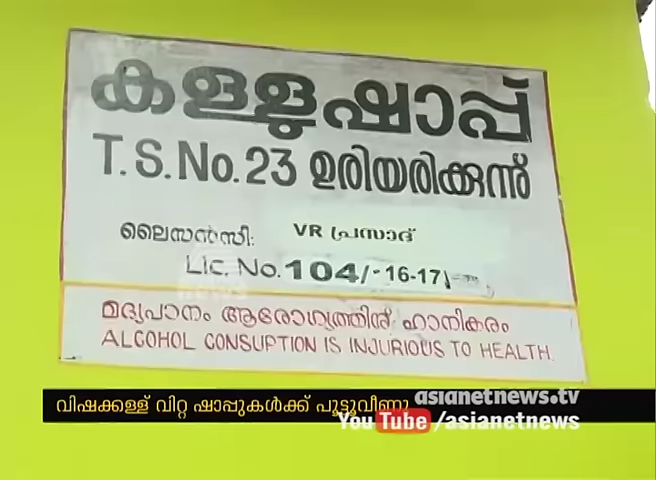 കള്ളുഷാപ്പ്
T.S.No.23 ഉരിയരിക്കുന്ന്
ലൈസൻസി: VR പ്രസാദ്
Lic. No. 104/-16-17
മദ്യപാനം ആരോഗ്യത്തിന് ഹാനികരം
ALCOHOL CONSUPTION IS INJURIOUS TO HEALTH
വിഷക്കള്ള് വിറ്റ ഷാപ്പുകൾക്ക് പൂട്ടുവീണു
asianetnews.tv
YouTube /asianetnews